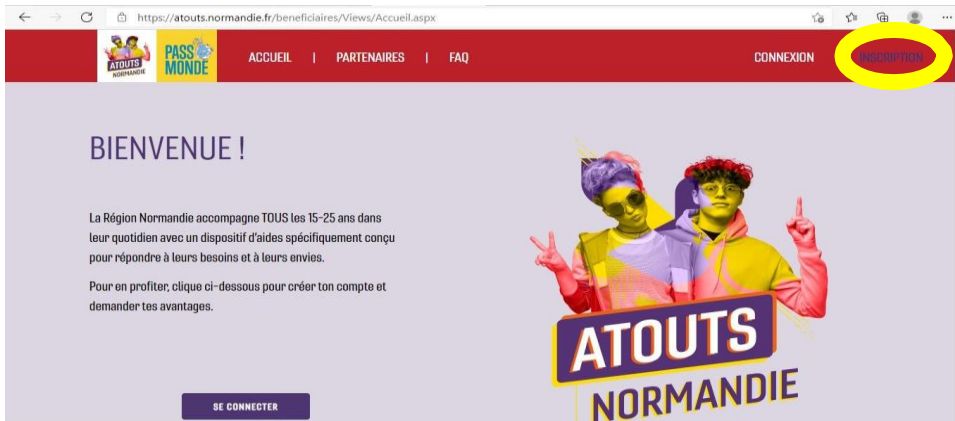 https://atouts.normandie.fr/beneficiaires/Views/Accueil.aspx
ATOUTS
NORMANDIE
PASS
MONDE
ACCUEIL | PARTENAIRES | FAQ
CONNEXION
INSCRIPTION
BIENVENUE !
La Région Normandie accompagne TOUS les 15-25 ans dans
leur quotidien avec un dispositif d'aides spécifiquement conçu
pour répondre à leurs besoins et à leurs envies.
Pour en profiter, clique ci-dessous pour créer ton compte et
demander tes avantages.
SE CONNECTER
ATOUTS
NORMANDIE